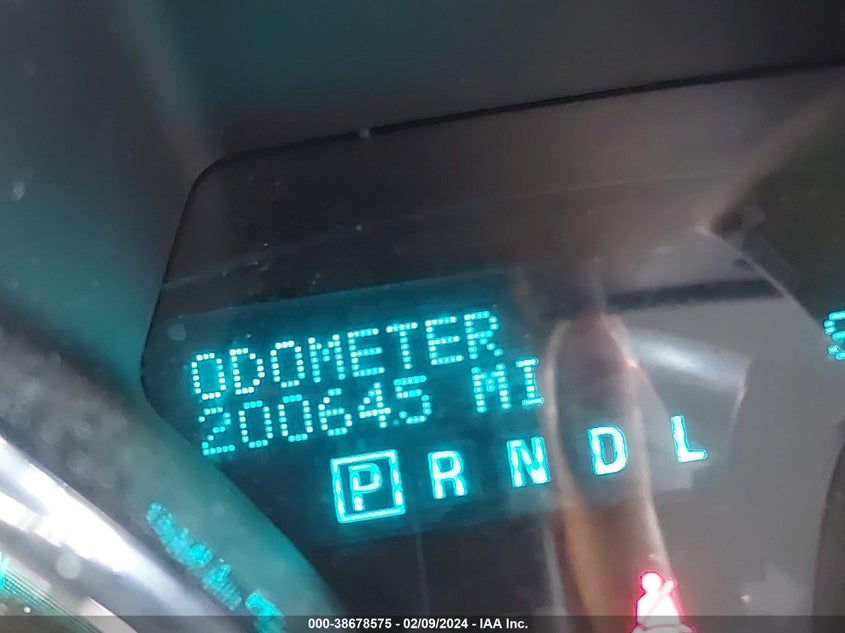 ODOMETER
200645 MI
P R N D L
000-38678575 - 02/09/2024 - IAA Inc.